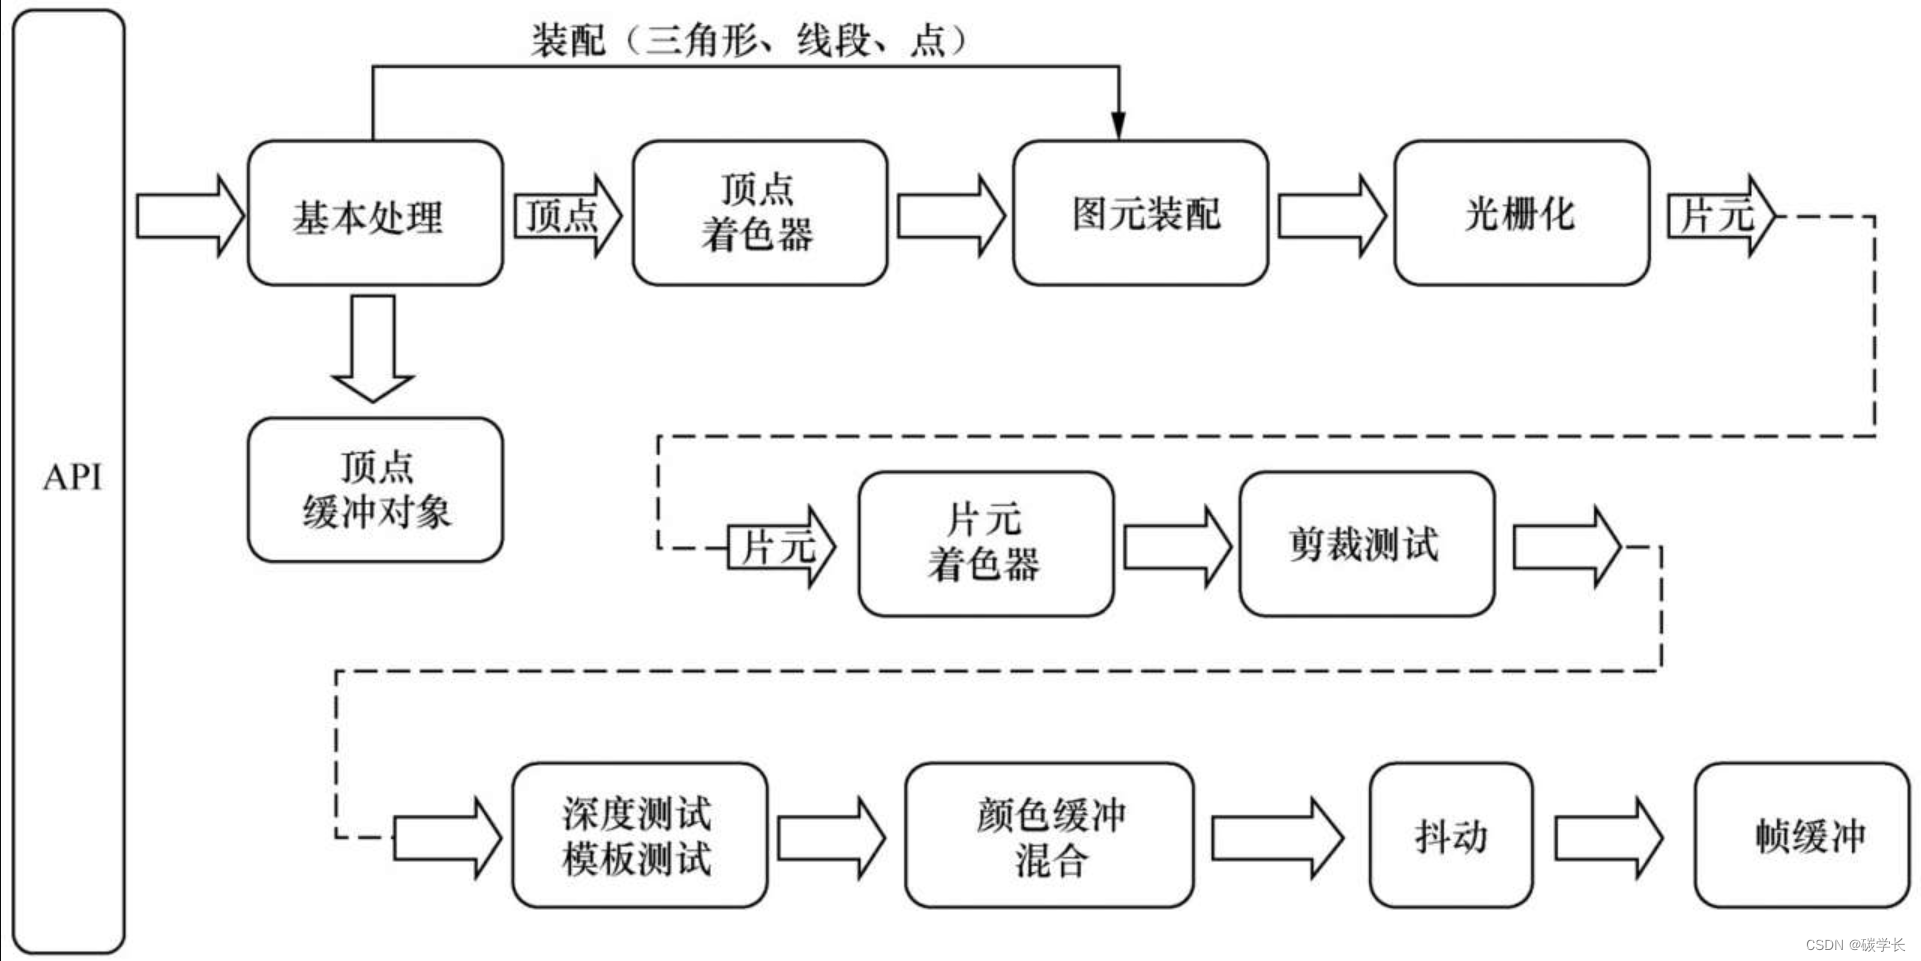 装配（三角形、线段、点）
API
基本处理
顶点
顶点
着色器
图元装配
光栅化
片元
顶点
缓冲对象
片元
片元
着色器
剪裁测试
深度测试
模板测试
颜色缓冲
混合
抖动
帧缓冲
CSDN @碳学长